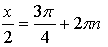 x/2 = 3π/4 + 2πn